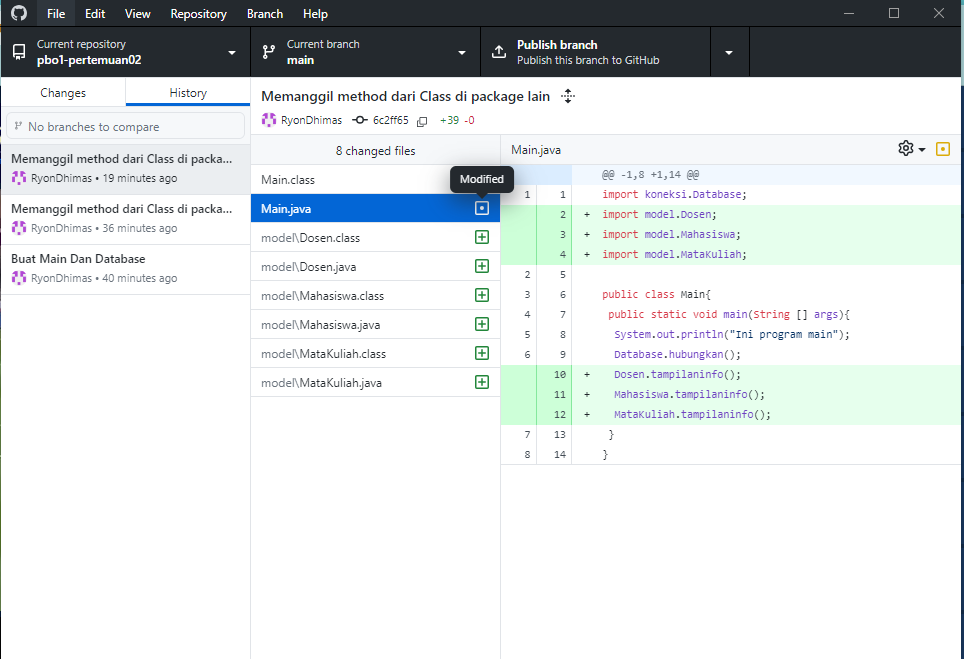 File Edit View Repository Branch Help
Current repository
pbo1-pertemuan02
Current branch
main
Publish branch
Publish this branch to GitHub
Changes History
No branches to compare
Memanggil method dari Class di packa...
RyonDhimas • 19 minutes ago
Memanggil method dari Class di packa...
RyonDhimas • 36 minutes ago
Buat Main Dan Database
RyonDhimas • 40 minutes ago
Memanggil method dari Class di package lain
RyonDhimas 6c2ff65 +39 -0
8 changed files
Main.class
Modified
Main.java
model\Dosen.class
model\Dosen.java
model\Mahasiswa.class
model\Mahasiswa.java
model\MataKuliah.class
model\MataKuliah.java
Main.java
@@ -1,8 +1,14 @@
1 1 import koneksi.Database;
2 + import model.Dosen;
3 + import model.Mahasiswa;
4 + import model.MataKuliah;
2 5
3 6 public class Main{
4 7 public static void main(String [] args){
5 8 System.out.println("Ini program main");
6 9 Database.hubungkan();
10 + Dosen.tampilaninfo();
11 + Mahasiswa.tampilaninfo();
12 + MataKuliah.tampilaninfo();
7 13 }
8 14 }